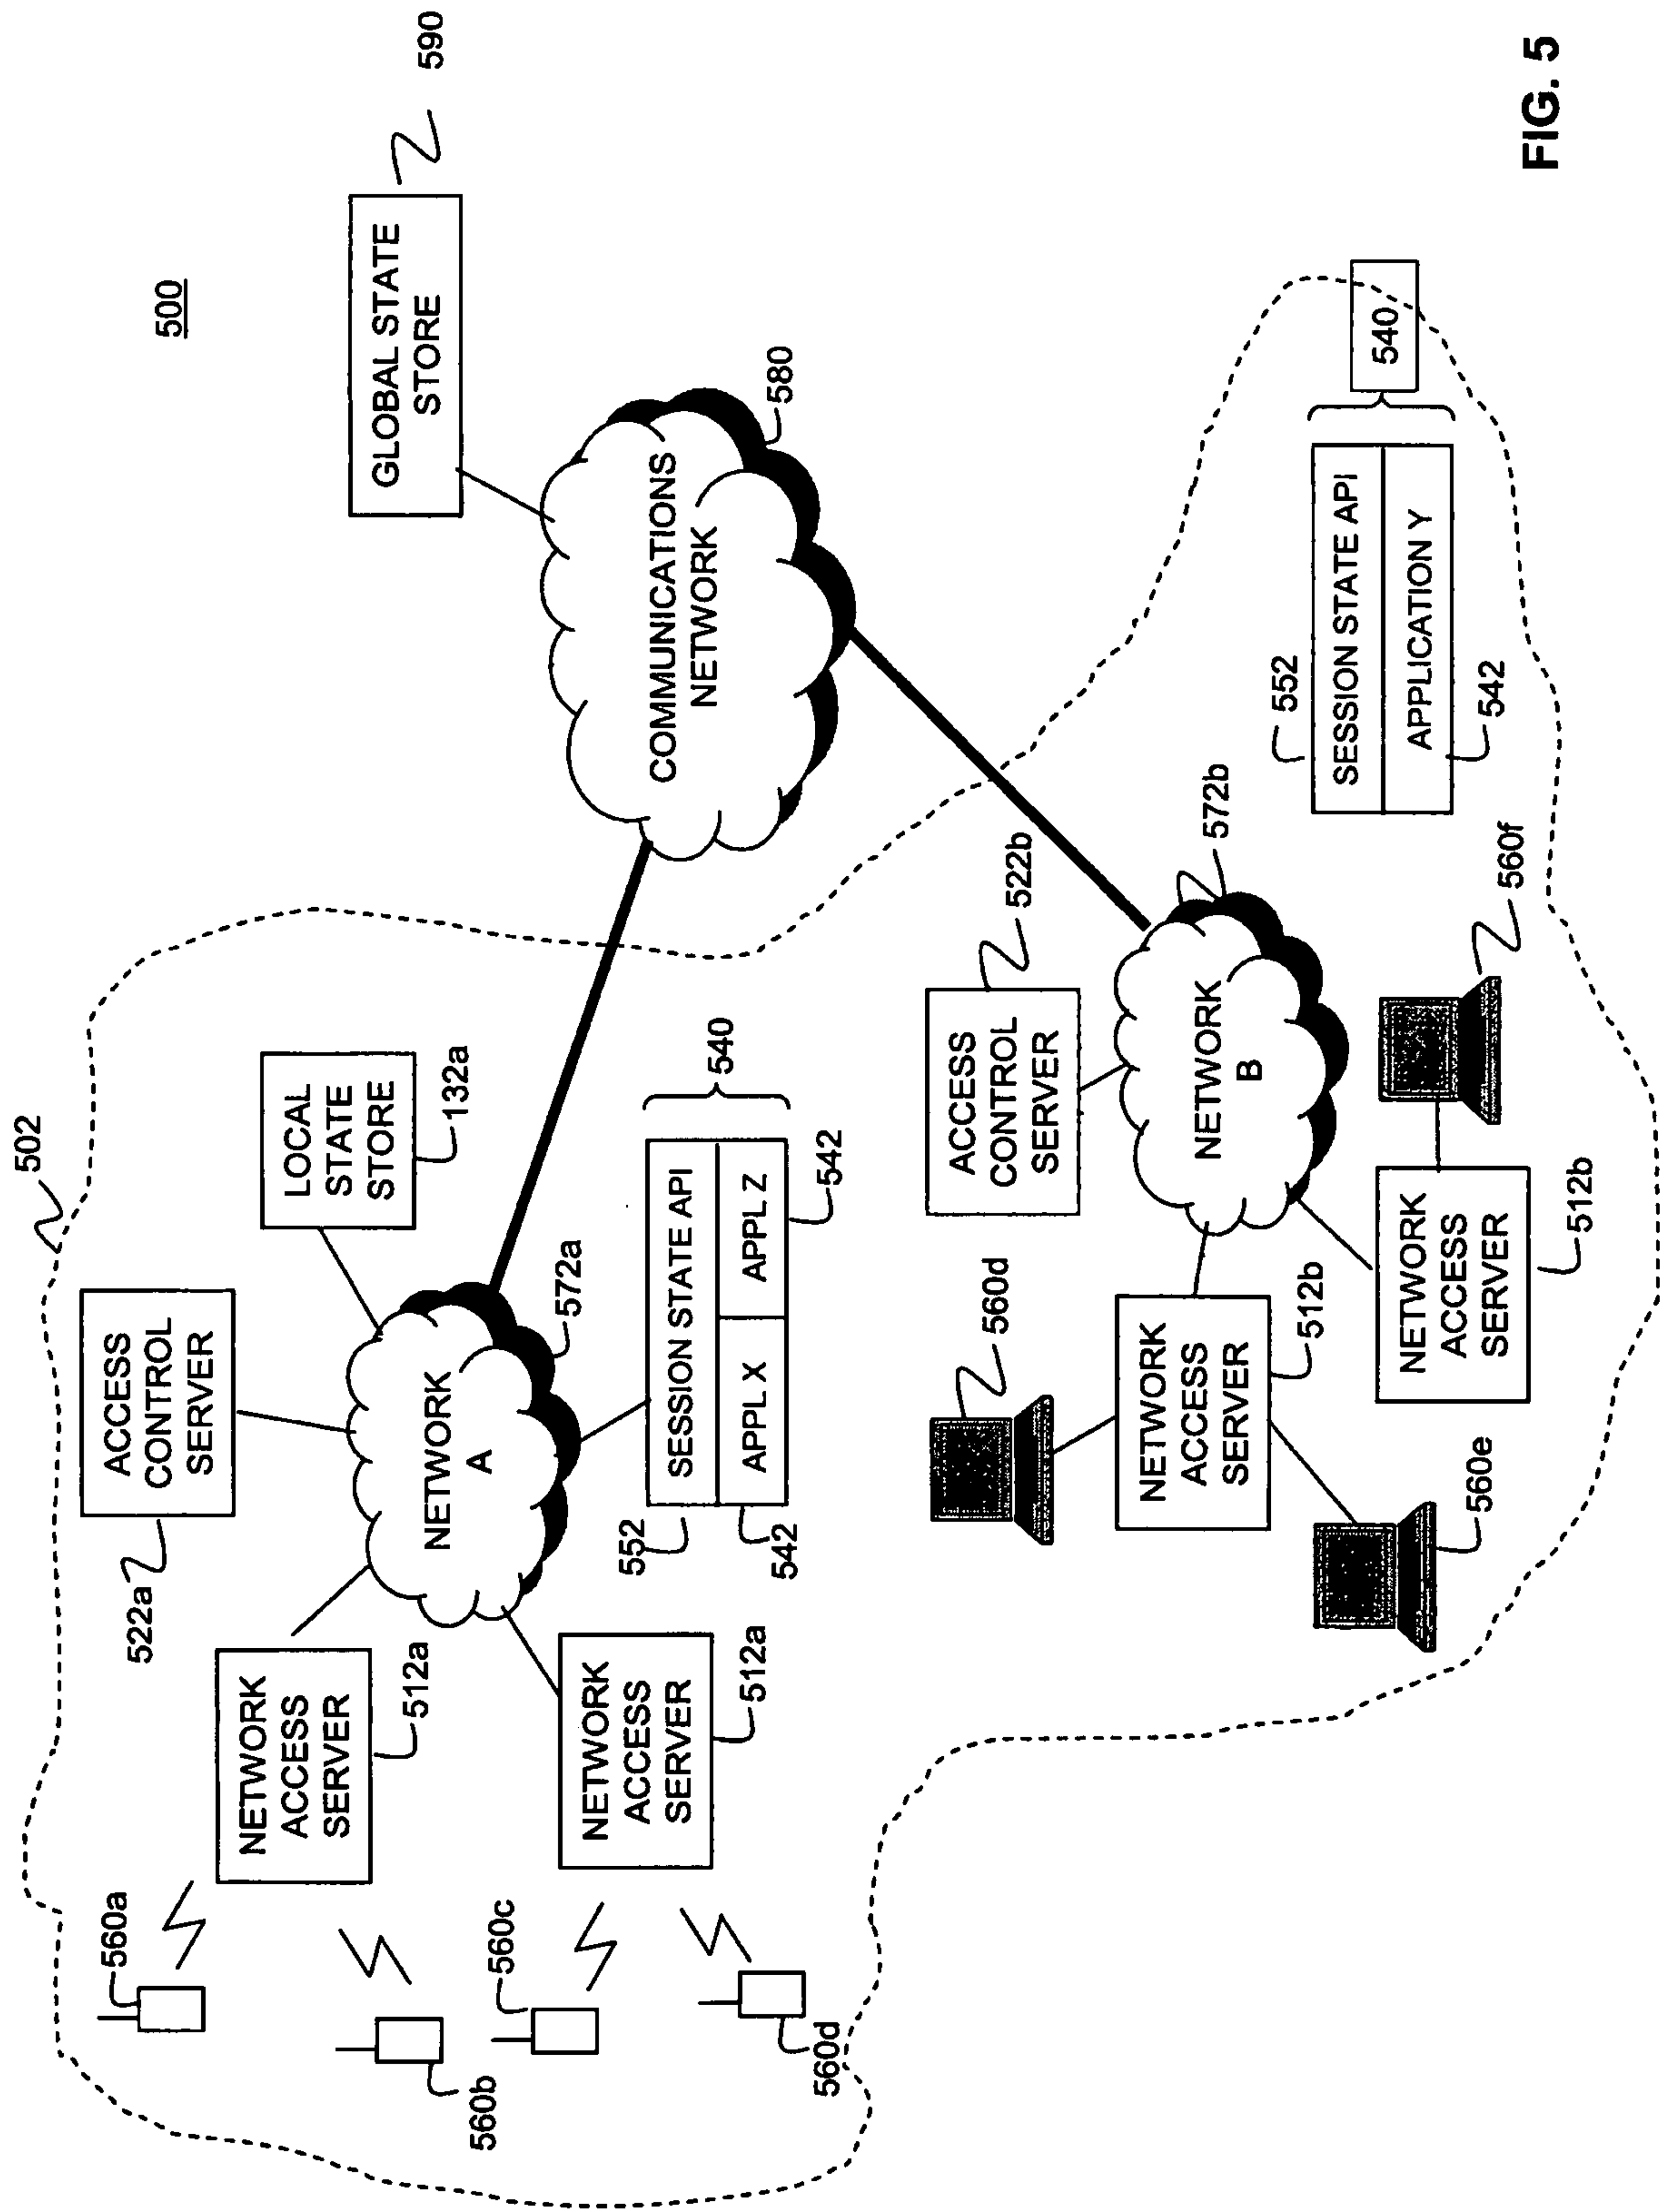 500
502
560a
560b
560c
560d
NETWORK
ACCESS
SERVER
512a
NETWORK
ACCESS
SERVER
512a
522a
ACCESS
CONTROL
SERVER
LOCAL
STATE
STORE
132a
NETWORK
A
572a
552
SESSION STATE API
APPL X
APPL Z
542
542
540
GLOBAL STATE
STORE
590
COMMUNICATIONS
NETWORK
580
ACCESS
CONTROL
SERVER
522b
NETWORK
B
572b
560d
NETWORK
ACCESS
SERVER
512b
560e
NETWORK
ACCESS
SERVER
512b
560f
552
SESSION STATE API
APPLICATION Y
542
540
FIG. 5